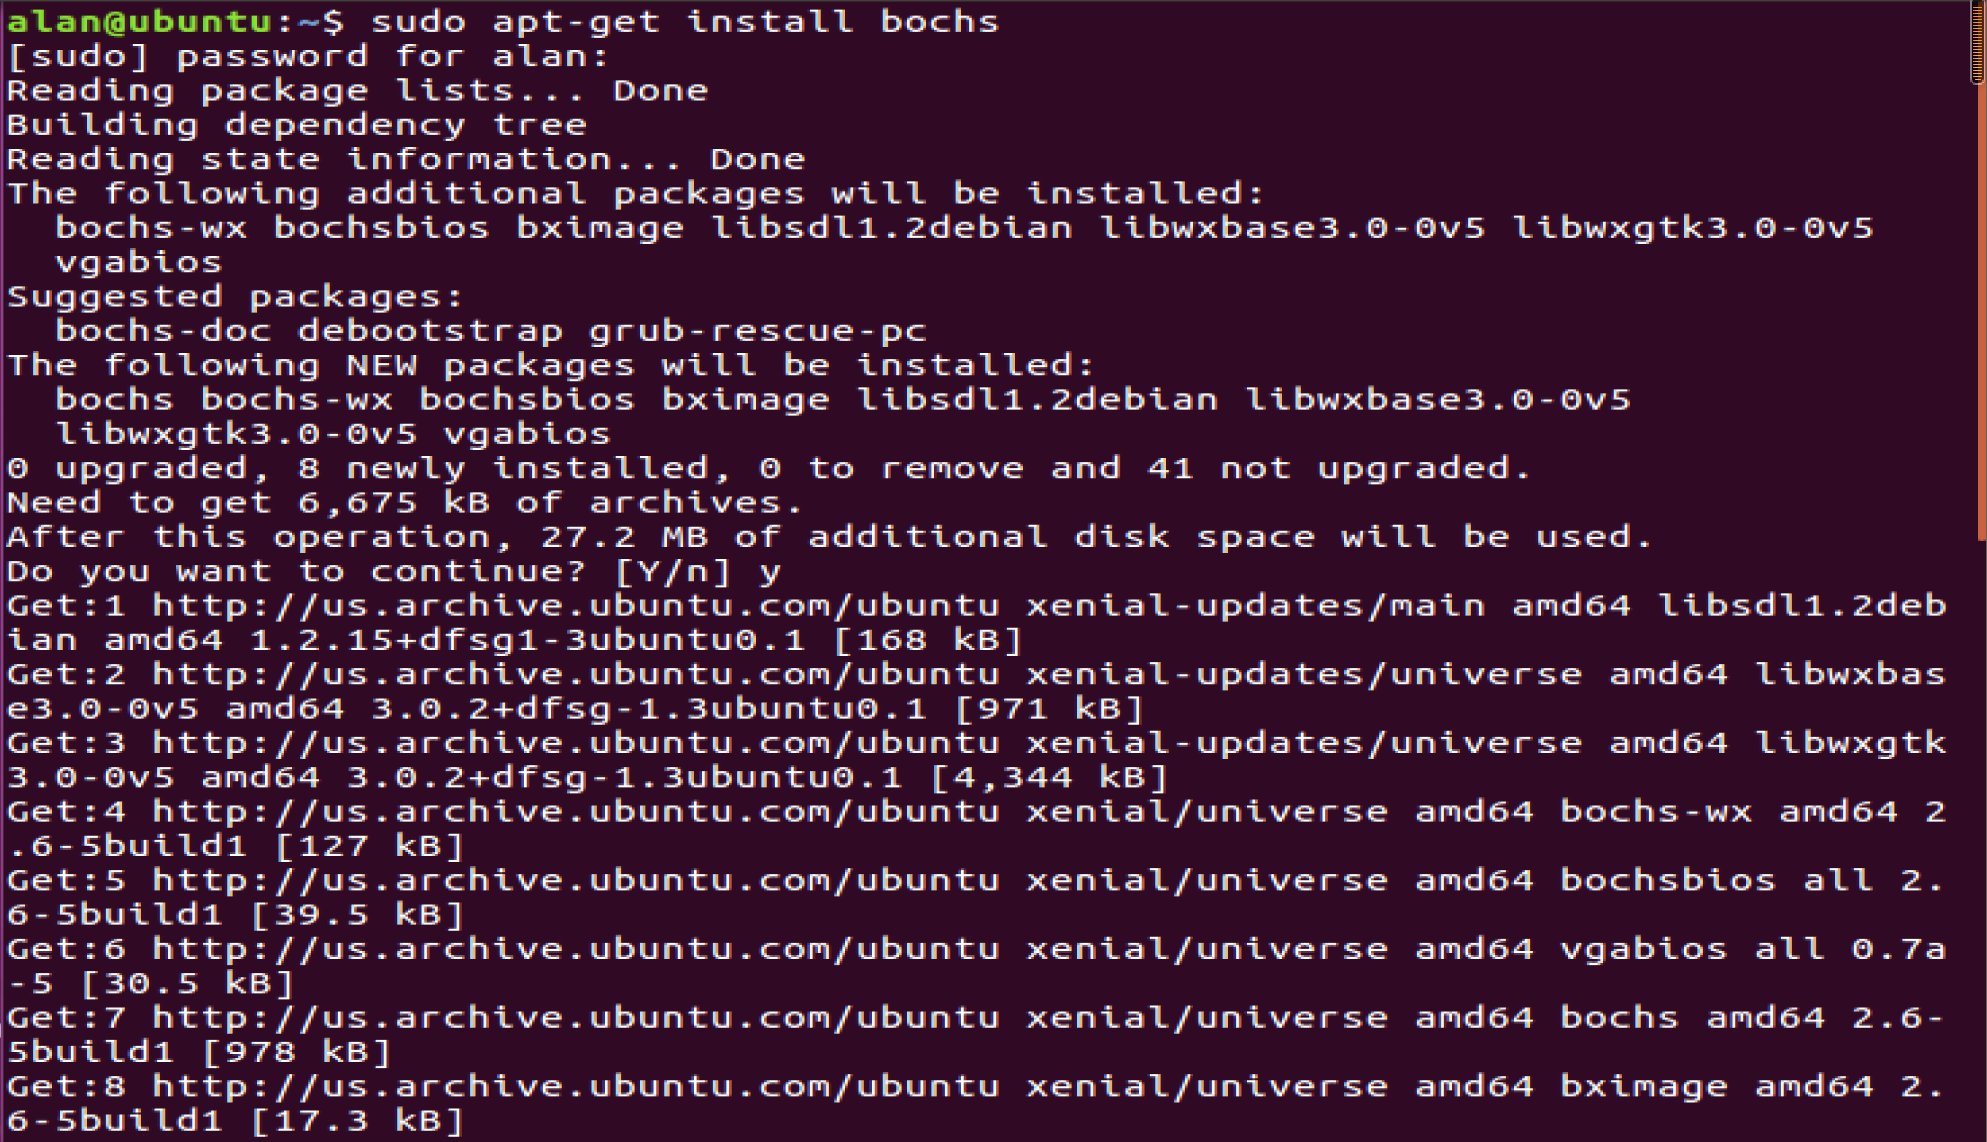 alan@ubuntu:~$ sudo apt-get install bochs
[sudo] password for alan:
Reading package lists... Done
Building dependency tree
Reading state information... Done
The following additional packages will be installed:
  bochs-wx bochsbios bximage libsdl1.2debian libwxbase3.0-0v5 libwxgtk3.0-0v5
  vgabios
Suggested packages:
  bochs-doc debootstrap grub-rescue-pc
The following NEW packages will be installed:
  bochs bochs-wx bochsbios bximage libsdl1.2debian libwxbase3.0-0v5
  libwxgtk3.0-0v5 vgabios
0 upgraded, 8 newly installed, 0 to remove and 41 not upgraded.
Need to get 6,675 kB of archives.
After this operation, 27.2 MB of additional disk space will be used.
Do you want to continue? [Y/n] y
Get:1 http://us.archive.ubuntu.com/ubuntu xenial-updates/main amd64 libsdl1.2deb
ian amd64 1.2.15+dfsg1-3ubuntu0.1 [168 kB]
Get:2 http://us.archive.ubuntu.com/ubuntu xenial-updates/universe amd64 libwxbas
e3.0-0v5 amd64 3.0.2+dfsg-1.3ubuntu0.1 [971 kB]
Get:3 http://us.archive.ubuntu.com/ubuntu xenial-updates/universe amd64 libwxgtk
3.0-0v5 amd64 3.0.2+dfsg-1.3ubuntu0.1 [4,344 kB]
Get:4 http://us.archive.ubuntu.com/ubuntu xenial/universe amd64 bochs-wx amd64 2
.6-5build1 [127 kB]
Get:5 http://us.archive.ubuntu.com/ubuntu xenial/universe amd64 bochsbios all 2.
6-5build1 [39.5 kB]
Get:6 http://us.archive.ubuntu.com/ubuntu xenial/universe amd64 vgabios all 0.7a
-5 [30.5 kB]
Get:7 http://us.archive.ubuntu.com/ubuntu xenial/universe amd64 bochs amd64 2.6-
5build1 [978 kB]
Get:8 http://us.archive.ubuntu.com/ubuntu xenial/universe amd64 bximage amd64 2.
6-5build1 [17.3 kB]